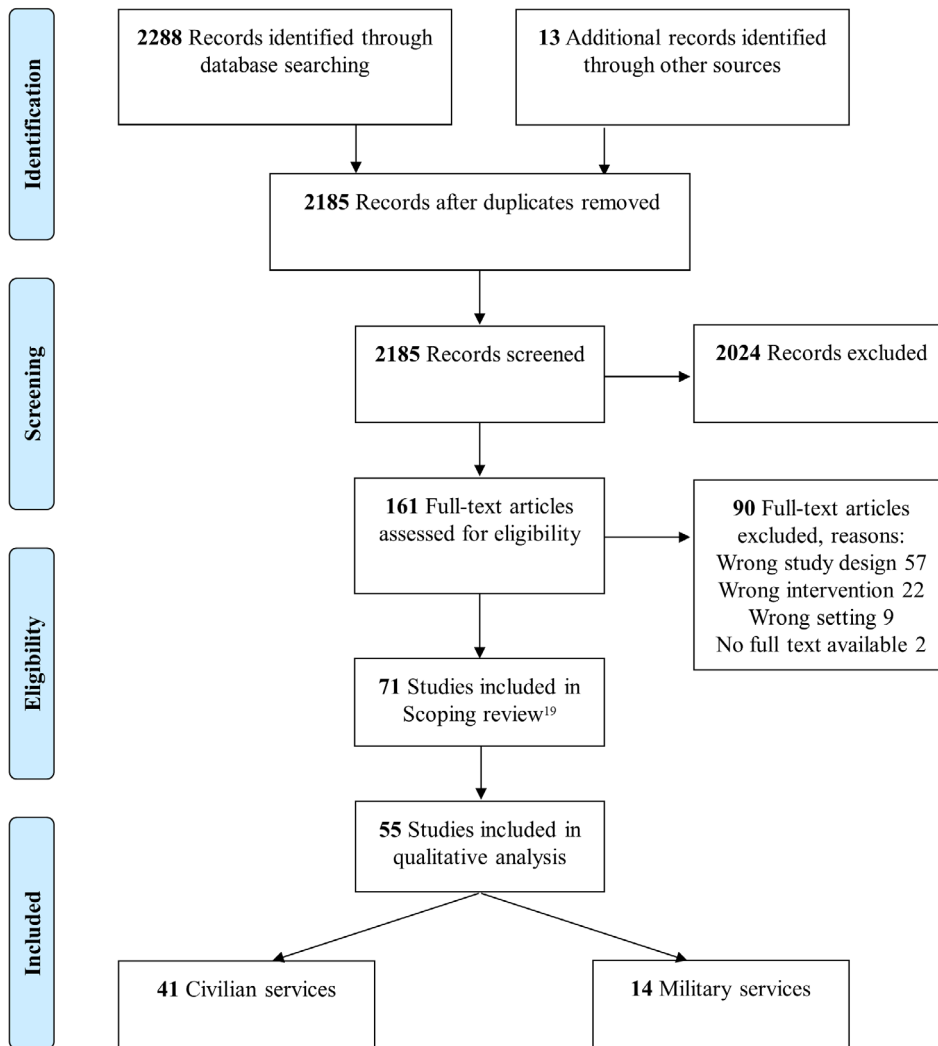 Identification
2288 Records identified through
database searching
13 Additional records identified
through other sources
2185 Records after duplicates removed
Screening
2185 Records screened
2024 Records excluded
161 Full-text articles
assessed for eligibility
Eligibility
90 Full-text articles
excluded, reasons:
Wrong study design 57
Wrong intervention 22
Wrong setting 9
No full text available 2
71 Studies included in
Scoping review¹⁹
Included
55 Studies included in
qualitative analysis
41 Civilian services
14 Military services